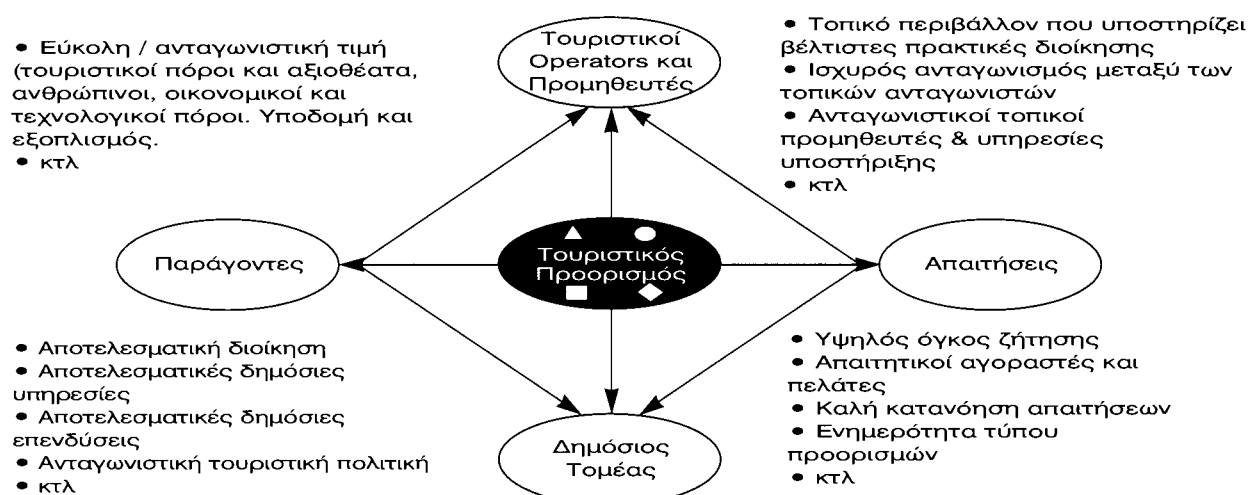 • Εύκολη / ανταγωνιστική τιμή
(τουριστικοί πόροι και αξιοθέατα,
ανθρώπινοι, οικονομικοί και
τεχνολογικοί πόροι. Υποδομή και
εξοπλισμός.
• κτλ
Τουριστικοί
Operators και
Προμηθευτές
• Τοπικό περιβάλλον που υποστηρίζει
βέλτιστες πρακτικές διοίκησης
• Ισχυρός ανταγωνισμός μεταξύ των
τοπικών ανταγωνιστών
• Ανταγωνιστικοί τοπικοί
προμηθευτές & υπηρεσίες
υποστήριξης
• κτλ
Παράγοντες
Τουριστικός
Προορισμός
Απαιτήσεις
• Αποτελεσματική διοίκηση
• Αποτελεσματικές δημόσιες
υπηρεσίες
• Αποτελεσματικές δημόσιες
επενδύσεις
• Ανταγωνιστική τουριστική πολιτική
• κτλ
Δημόσιος
Τομέας
• Υψηλός όγκος ζήτησης
• Απαιτητικοί αγοραστές και
πελάτες
• Καλή κατανόηση απαιτήσεων
• Ενημερότητα τύπου
προορισμών
• κτλ